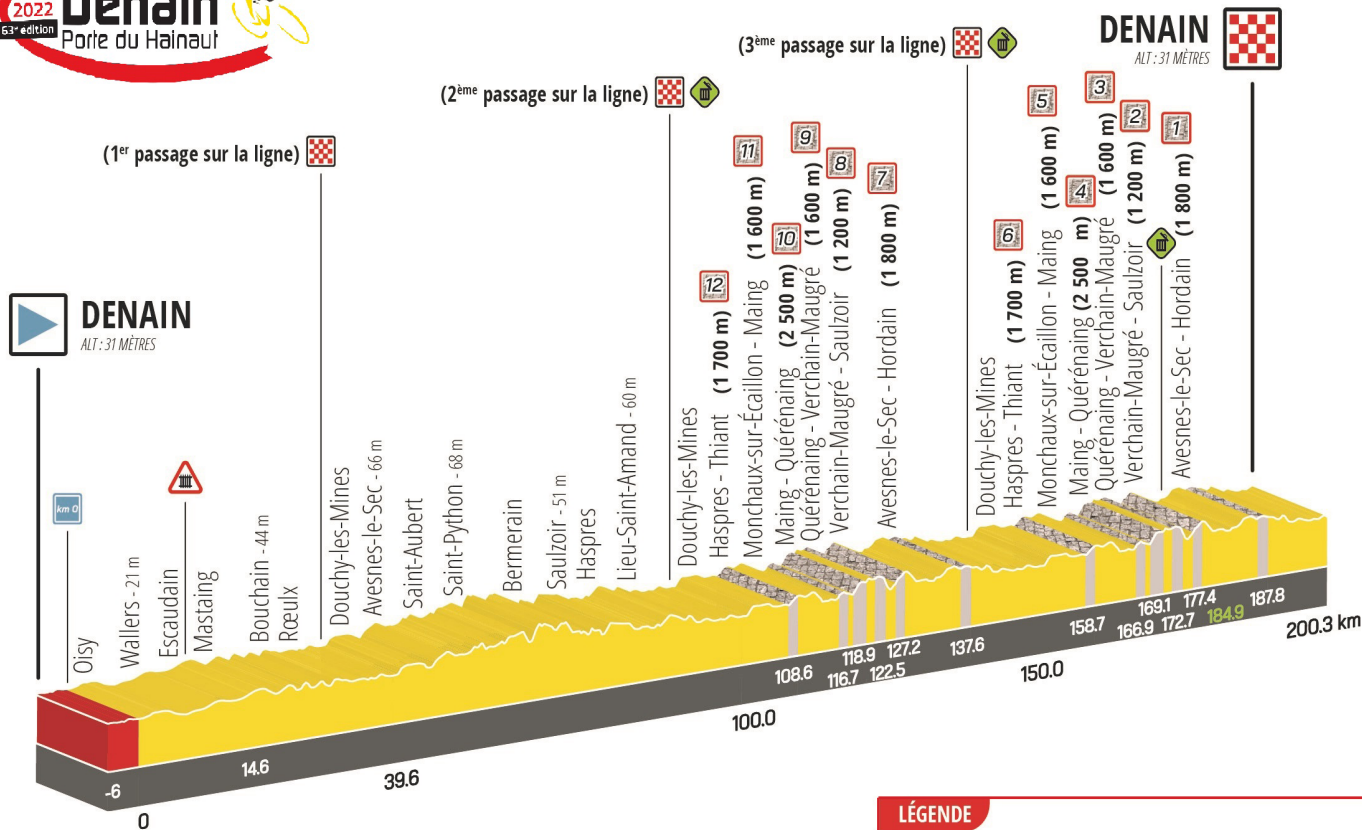 2022
63e édition
Denain
Porte du Hainaut
DENAIN
ALT : 31 MÈTRES
km 0
Oisy
Wallers - 21 m
Escaudain
Mastaing
Bouchain - 44 m
Rœulx
(1er passage sur la ligne)
Douchy-les-Mines
Avesnes-le-Sec - 66 m
Saint-Aubert
Saint-Python - 68 m
Bermerain
Saulzoir - 51 m
Haspres
Lieu-Saint-Amand - 60 m
(2ème passage sur la ligne)
Douchy-les-Mines
12
Haspres - Thiant (1 700 m)
11
Monchaux-sur-Écaillon - Maing (1 600 m)
10
Maing - Quérénaing (2 500 m)
9
Quérénaing - Verchain-Maugré (1 600 m)
8
Verchain-Maugré - Saulzoir (1 200 m)
7
Avesnes-le-Sec - Hordain (1 800 m)
(3ème passage sur la ligne)
Douchy-les-Mines
6
Haspres - Thiant (1 700 m)
5
Monchaux-sur-Écaillon - Maing (1 600 m)
4
Maing - Quérénaing (2 500 m)
3
Quérénaing - Verchain-Maugré (1 600 m)
2
Verchain-Maugré - Saulzoir (1 200 m)
1
Avesnes-le-Sec - Hordain (1 800 m)
DENAIN
ALT : 31 MÈTRES
-6
0
14.6
39.6
100.0
108.6
116.7
118.9
122.5
127.2
137.6
150.0
158.7
166.9
169.1
172.7
177.4
184.9
187.8
200.3 km
LÉGENDE